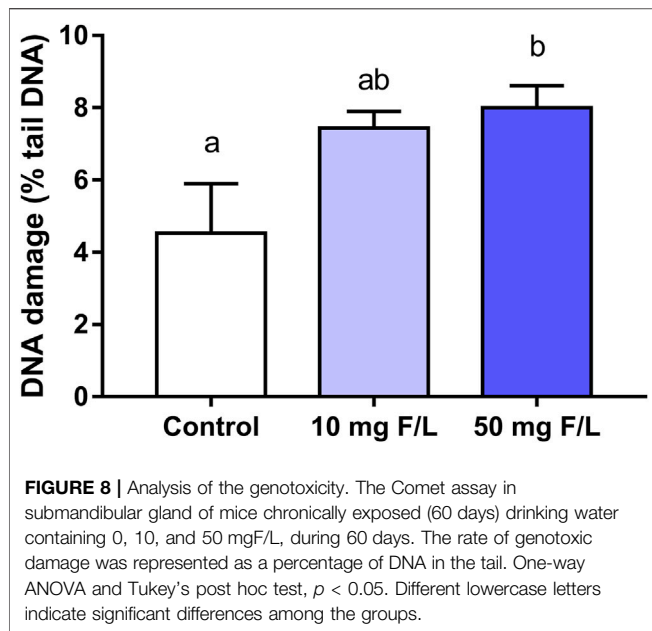 DNA damage (% tail DNA)
10
8
6
4
2
0
a
ab
b
Control 10 mg F/L 50 mg F/L
FIGURE 8 | Analysis of the genotoxicity. The Comet assay in
submandibular gland of mice chronically exposed (60 days) drinking water
containing 0, 10, and 50 mgF/L, during 60 days. The rate of genotoxic
damage was represented as a percentage of DNA in the tail. One-way
ANOVA and Tukey's post hoc test, p < 0.05. Different lowercase letters
indicate significant differences among the groups.